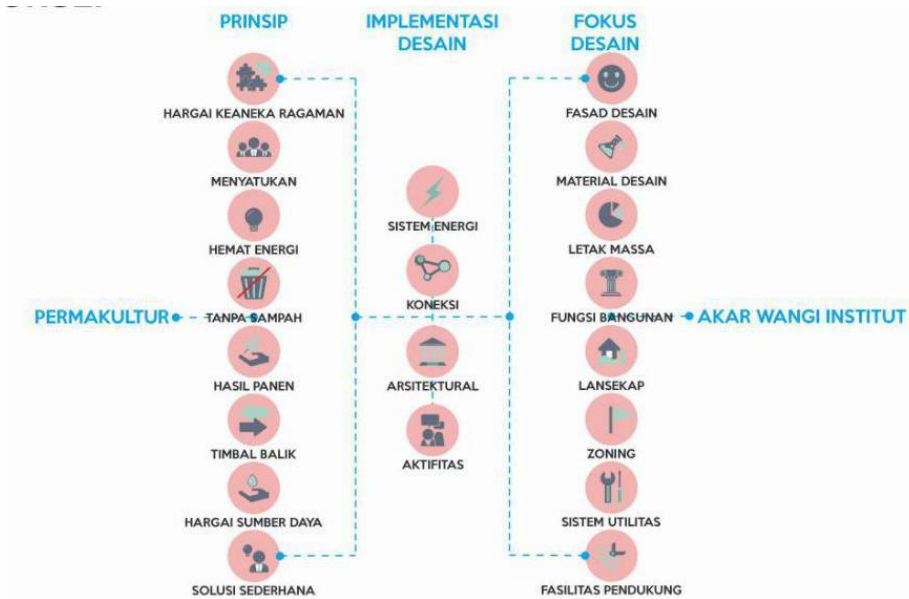 PRINSIP
IMPLEMENTASI
DESAIN
FOKUS
DESAIN
HARGAI KEANEKA RAGAMAN
MENYATUKAN
HEMAT ENERGI
TANPA SAMPAH
HASIL PANEN
TIMBAL BALIK
HARGAI SUMBER DAYA
SOLUSI SEDERHANA
PERMAKULTUR
SISTEM ENERGI
KONEKSI
ARSITEKTURAL
AKTIFITAS
FASAD DESAIN
MATERIAL DESAIN
LETAK MASSA
FUNGSI BANGUNAN
LANSEKAP
ZONING
SISTEM UTILITAS
FASILITAS PENDUKUNG
AKAR WANGI INSTITUT